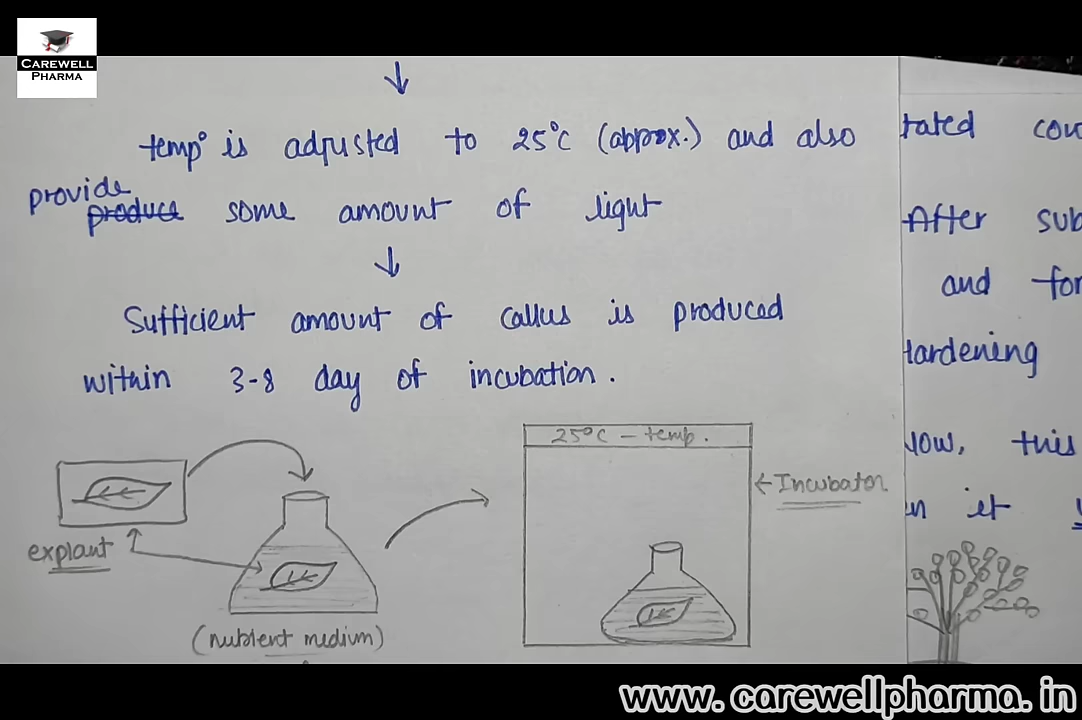 CAREWELL
PHARMA
temp° is adjusted to 25°C (approx.) and also
provide
produce some amount of light
Sufficient amount of callus is produced
within 3-8 day of incubation.
25°C - temp.
←Incubator
explant
(nutrient medium)
tated cou
After sub
and for
Hardening
Now, this
en it
www.carewellpharma.in